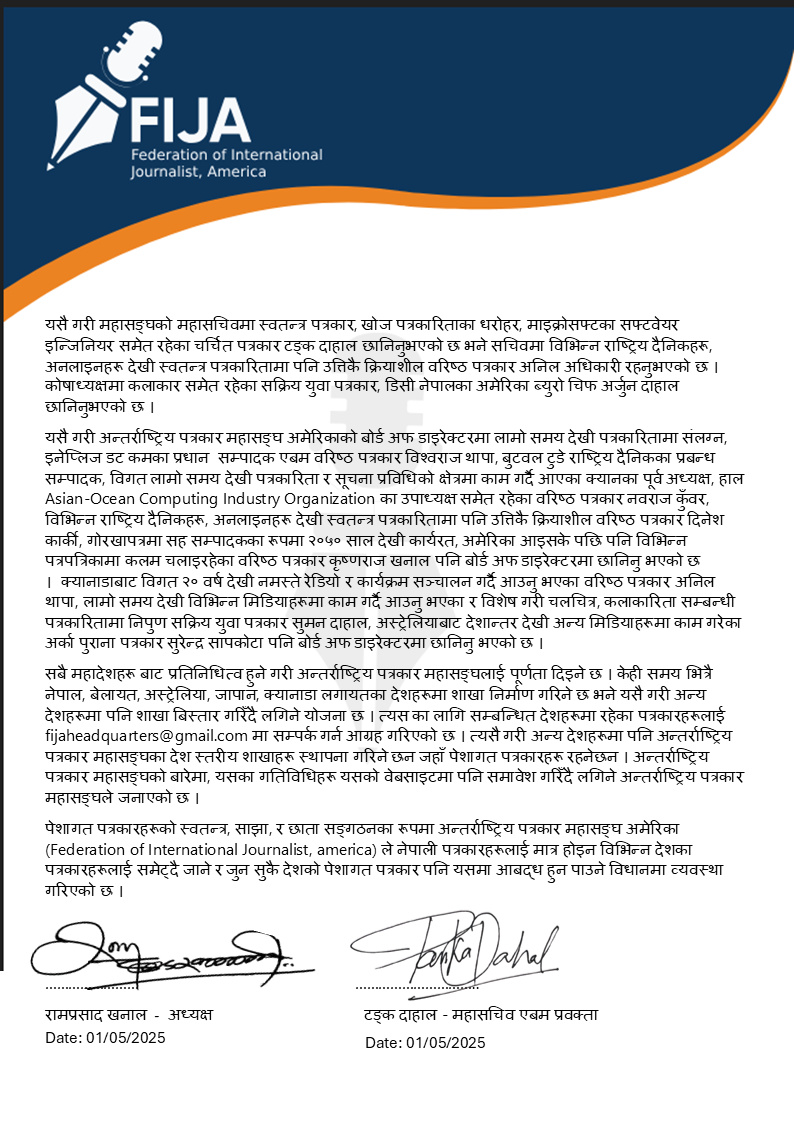 FIJA
Federation of International
Journalist, America
यसै गरी महासङ्घको महासचिवमा स्वतन्त्र पत्रकार, खोज पत्रकारिताका धरोहर, माइक्रोसफ्टका सफ्टवेयर
इन्जिनियर समेत रहेका चर्चित पत्रकार टङ्क दाहाल छानिनुभएको छ भने सचिवमा विभिन्न राष्ट्रिय दैनिकहरू,
अनलाइनहरू देखी स्वतन्त्र पत्रकारितामा पनि उत्तिकै क्रियाशील वरिष्ठ पत्रकार अनिल अधिकारी रहनुभएको छ ।
कोषाध्यक्षमा कलाकार समेत रहेका सक्रिय युवा पत्रकार, डिसी नेपालका अमेरिका ब्युरो चिफ अर्जुन दाहाल
छानिनुभएको छ ।
यसै गरी अन्तर्राष्ट्रिय पत्रकार महासङ्घ अमेरिकाको बोर्ड अफ डाइरेक्टरमा लामो समय देखी पत्रकारितामा संलग्न,
इनेप्लिज डट कमका प्रधान सम्पादक एबम वरिष्ठ पत्रकार विश्वराज थापा, बुटवल टुडे राष्ट्रिय दैनिकका प्रबन्ध
सम्पादक, विगत लामो समय देखी पत्रकारिता र सूचना प्रविधिको क्षेत्रमा काम गर्दै आएका क्यानका पूर्व अध्यक्ष, हाल
Asian-Ocean Computing Industry Organization का उपाध्यक्ष समेत रहेका वरिष्ठ पत्रकार नवराज कुँवर,
विभिन्न राष्ट्रिय दैनिकहरू, अनलाइनहरू देखी स्वतन्त्र पत्रकारितामा पनि उत्तिकै क्रियाशील वरिष्ठ पत्रकार दिनेश
कार्की, गोरखापत्रमा सह सम्पादकका रूपमा २०५० साल देखी कार्यरत, अमेरिका आइसके पछि पनि विभिन्न
पत्रपत्रिकामा कलम चलाइरहेका वरिष्ठ पत्रकार कृष्णराज खनाल पनि बोर्ड अफ डाइरेक्टरमा छानिनु भएको छ
। क्यानाडाबाट विगत २० वर्ष देखी नमस्ते रेडियो र कार्यक्रम सञ्चालन गर्दै आउनु भएका वरिष्ठ पत्रकार अनिल
थापा, लामो समय देखी विभिन्न मिडियाहरूमा काम गर्दै आउनु भएका र विशेष गरी चलचित्र, कलाकारिता सम्बन्धी
पत्रकारितामा निपुण सक्रिय युवा पत्रकार सुमन दाहाल, अस्ट्रेलियाबाट देशान्तर देखी अन्य मिडियाहरूमा काम गरेका
अर्का पुराना पत्रकार सुरेन्द्र सापकोटा पनि बोर्ड अफ डाइरेक्टरमा छानिनु भएको छ ।
सबै महादेशहरू बाट प्रतिनिधित्व हुने गरी अन्तर्राष्ट्रिय पत्रकार महासङ्घलाई पूर्णता दिइने छ । केही समय भित्रै
नेपाल, बेलायत, अस्ट्रेलिया, जापान, क्यानाडा लगायतका देशहरूमा शाखा निर्माण गरिने छ भने यसै गरी अन्य
देशहरूमा पनि शाखा बिस्तार गरिँदै लगिने योजना छ । त्यस का लागि सम्बन्धित देशहरूमा रहेका पत्रकारहरूलाई
fijaheadquarters@gmail.com मा सम्पर्क गर्न आग्रह गरिएको छ । त्यसै गरी अन्य देशहरूमा पनि अन्तर्राष्ट्रिय
पत्रकार महासङ्घका देश स्तरीय शाखाहरू स्थापना गरिने छन जहाँ पेशागत पत्रकारहरू रहनेछन । अन्तर्राष्ट्रिय
पत्रकार महासङ्घको बारेमा, यसका गतिविधिहरू यसको वेबसाइटमा पनि समावेश गरिँदै लगिने अन्तर्राष्ट्रिय पत्रकार
महासङ्घले जनाएको छ ।
पेशागत पत्रकारहरूको स्वतन्त्र, साझा, र छाता सङ्गठनका रूपमा अन्तर्राष्ट्रिय पत्रकार महासङ्घ अमेरिका
(Federation of International Journalist, america) ले नेपाली पत्रकारहरूलाई मात्र होइन विभिन्न देशका
पत्रकारहरूलाई समेट्दै जाने र जुन सुकै देशको पेशागत पत्रकार पनि यसमा आबद्ध हुन पाउने विधानमा व्यवस्था
गरिएको छ ।
Tanka Dahal
रामप्रसाद खनाल - अध्यक्ष
Date: 01/05/2025
टङ्क दाहाल - महासचिव एबम प्रवक्ता
Date: 01/05/2025